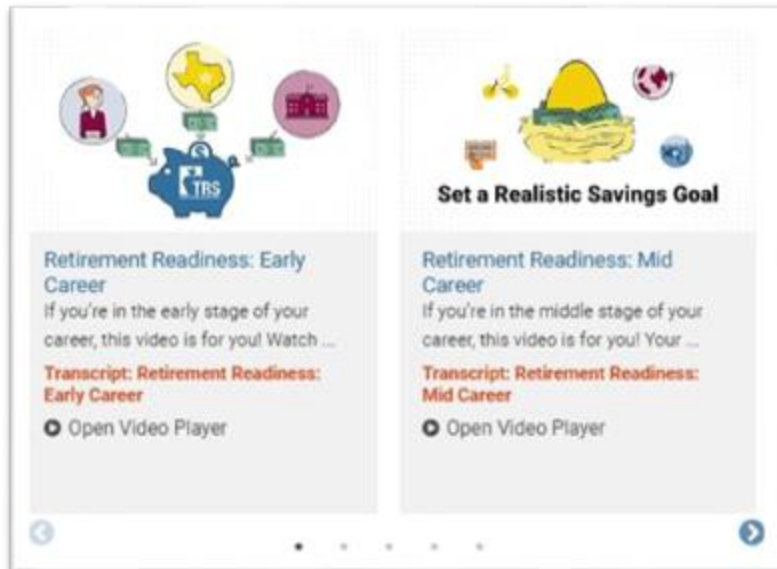 TRS
Set a Realistic Savings Goal
Retirement Readiness: Early
Career
If you're in the early stage of your
career, this video is for you! Watch ...
Transcript: Retirement Readiness:
Early Career
Open Video Player
Retirement Readiness: Mid
Career
If you're in the middle stage of your
career, this video is for you! Your ...
Transcript: Retirement Readiness:
Mid Career
Open Video Player